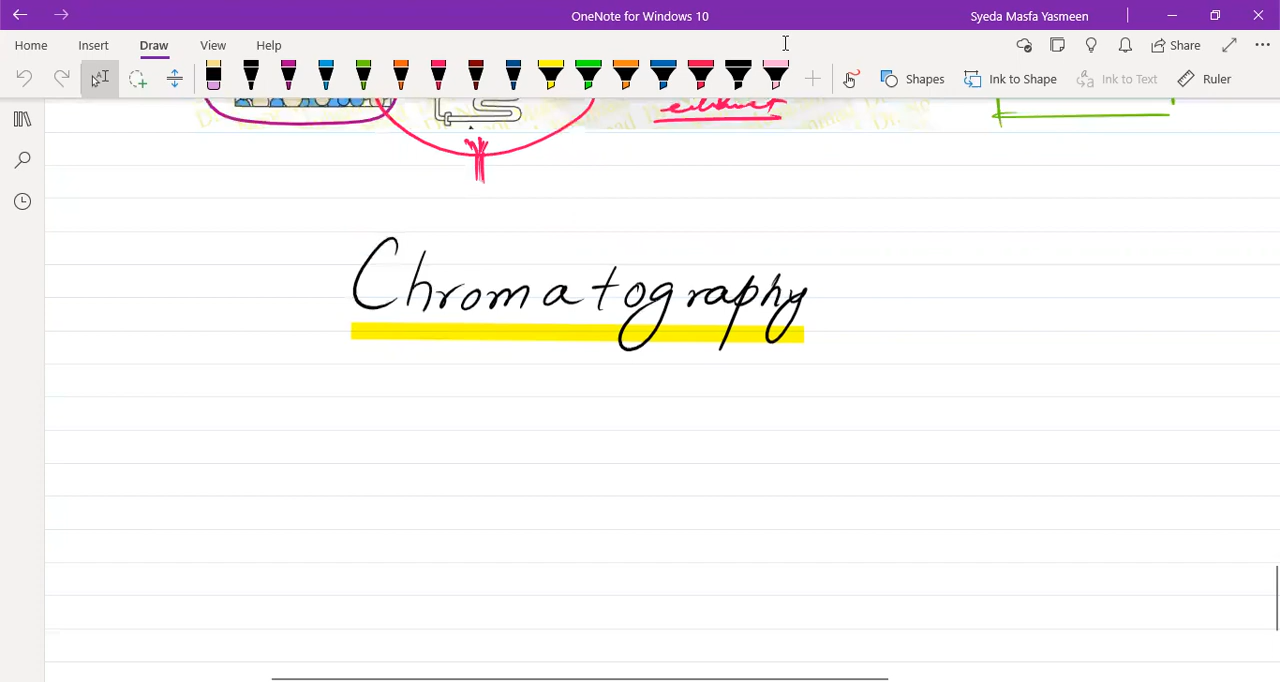 OneNote for Windows 10
Syeda Masfa Yasmeen
Home Insert Draw View Help
Share
Shapes Ink to Shape Ink to Text Ruler
Chromatography